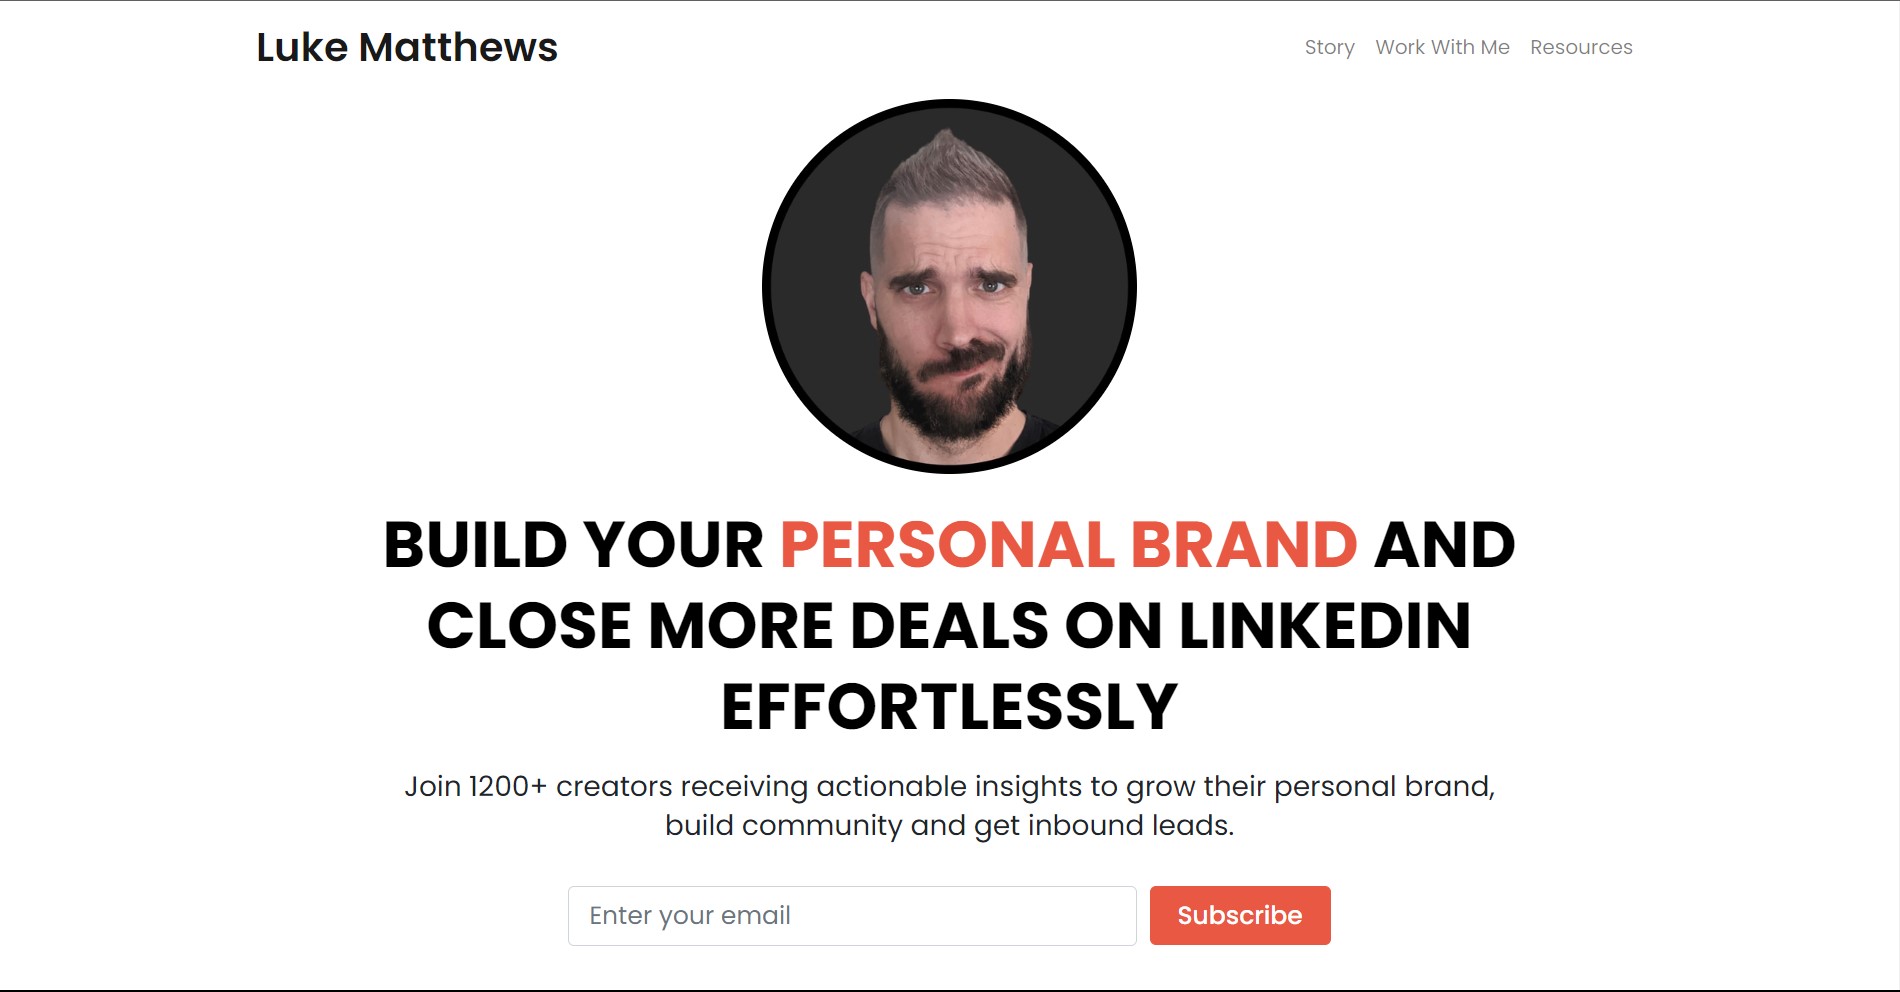 Luke Matthews
Story Work With Me Resources
BUILD YOUR PERSONAL BRAND AND
CLOSE MORE DEALS ON LINKEDIN
EFFORTLESSLY
Join 1200+ creators receiving actionable insights to grow their personal brand,
build community and get inbound leads.
Enter your email
Subscribe